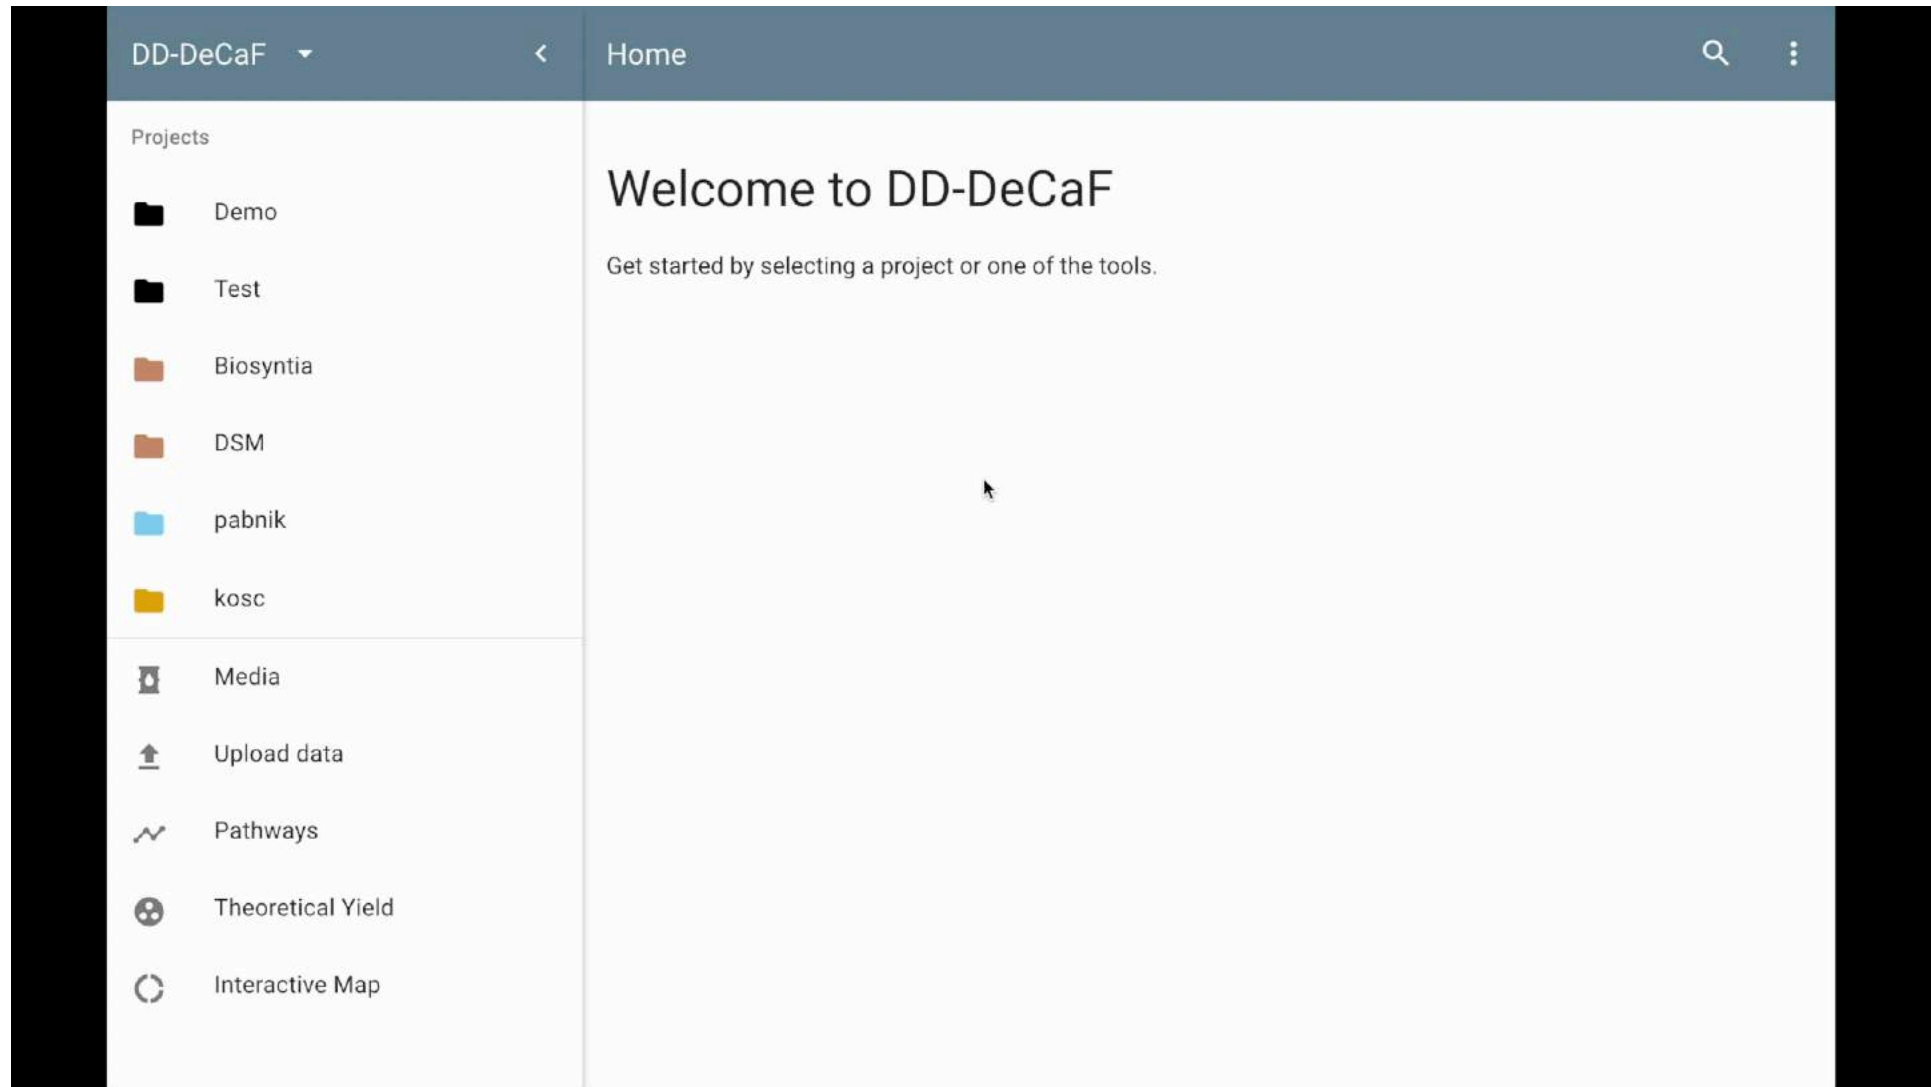 DD-DeCaF
Home
Projects
Demo
Test
Biosyntia
DSM
pabnik
kosc
Media
Upload data
Pathways
Theoretical Yield
Interactive Map
Welcome to DD-DeCaF
Get started by selecting a project or one of the tools.